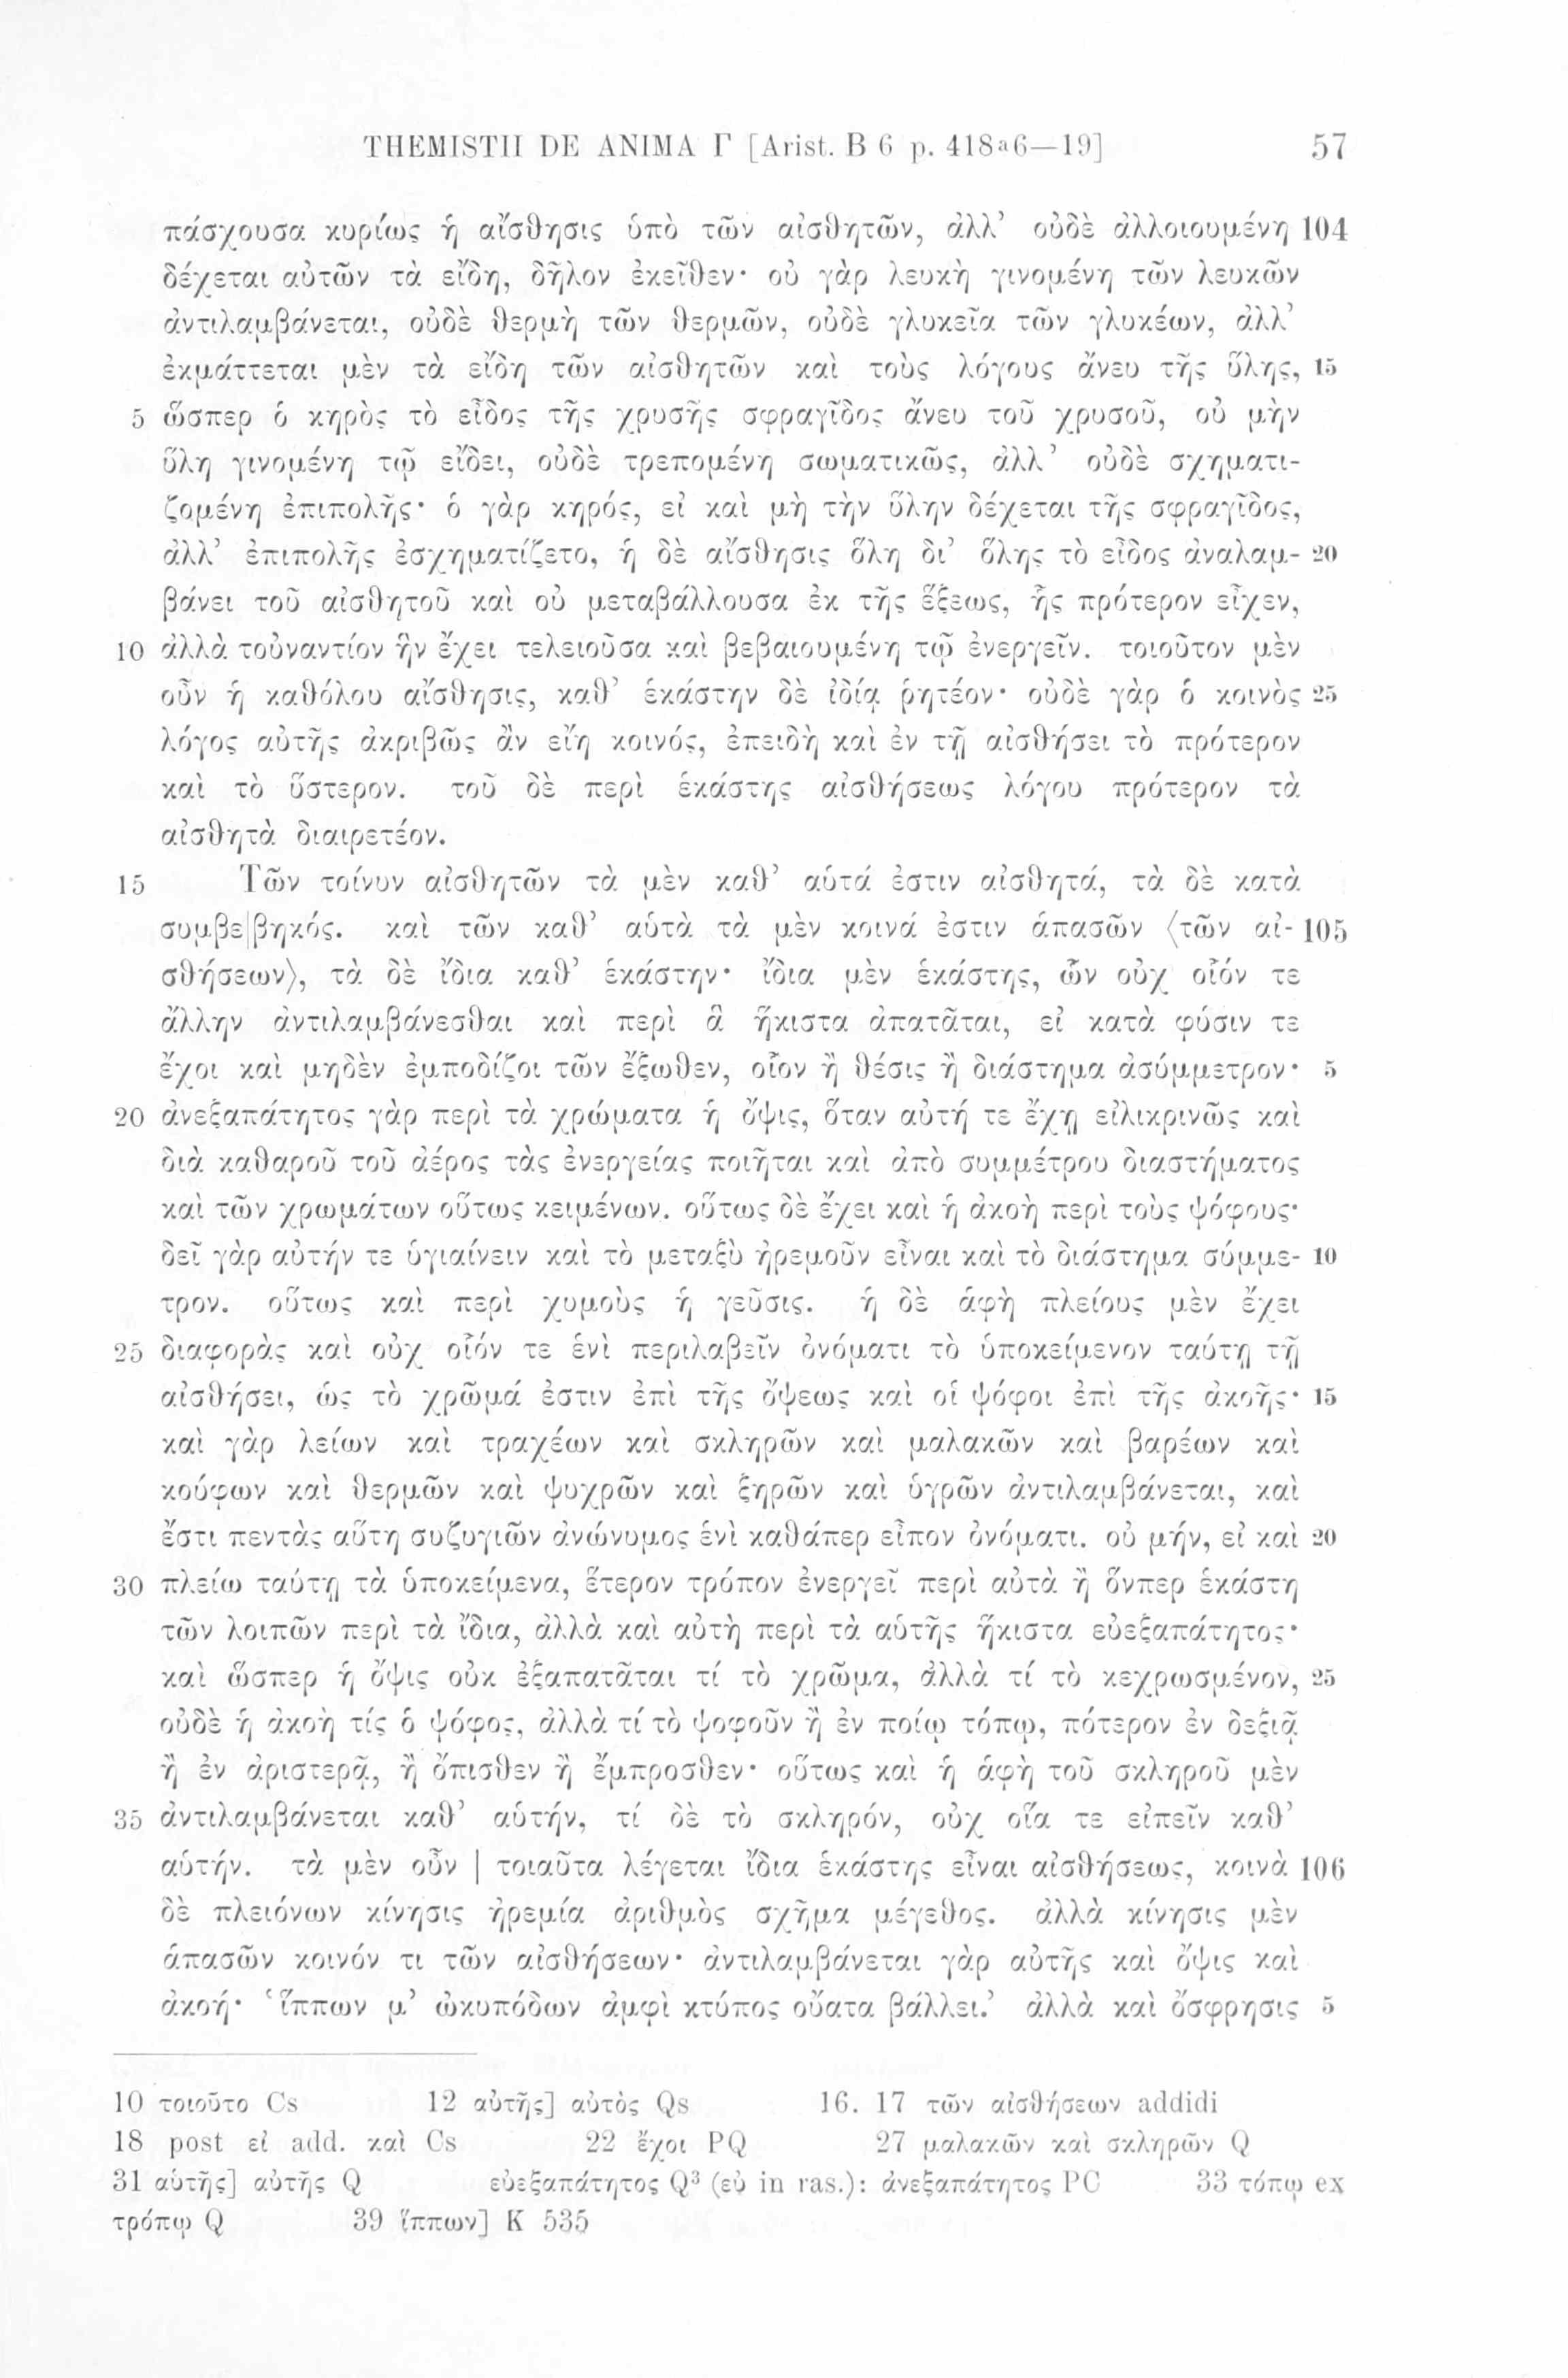 THEMISTII DE ANIMA Γ [Arist. B 6 p. 418ᵃ6—19] 57
πάσχουσα κυρίως ἡ αἴσθησις ὑπὸ τῶν αἰσθητῶν, ἀλλ’ οὐδὲ ἀλλοιουμένη 104
δέχεται αὐτῶν τὰ εἴδη, δῆλον ἐκεῖθεν· οὐ γὰρ λευκὴ γινομένη τῶν λευκῶν
ἀντιλαμβάνεται, οὐδὲ θερμὴ τῶν θερμῶν, οὐδὲ γλυκεῖα τῶν γλυκέων, ἀλλ’
ἐκμάττεται μὲν τὰ εἴδη τῶν αἰσθητῶν καὶ τοὺς λόγους ἄνευ τῆς ὕλης, 15
5 ὥσπερ ὁ κηρὸς τὸ εἶδος τῆς χρυσῆς σφραγῖδος ἄνευ τοῦ χρυσοῦ, οὐ μὴν
ὕλη γινομένη τῷ εἴδει, οὐδὲ τρεπομένη σωματικῶς, ἀλλ’ οὐδὲ σχηματι-
ζομένη ἐπιπολῆς· ὁ γὰρ κηρός, εἰ καὶ μὴ τὴν ὕλην δέχεται τῆς σφραγῖδος,
ἀλλ’ ἐπιπολῆς ἐσχηματίζετο, ἡ δὲ αἴσθησις ὅλη δι’ ὅλης τὸ εἶδος ἀναλαμ- 20
βάνει τοῦ αἰσθητοῦ καὶ οὐ μεταβάλλουσα ἐκ τῆς ἕξεως, ἧς πρότερον εἶχεν,
10 ἀλλὰ τοὐναντίον ἣν ἔχει τελειοῦσα καὶ βεβαιουμένη τῷ ἐνεργεῖν. τοιοῦτον μὲν
οὖν ἡ καθόλου αἴσθησις, καθ’ ἑκάστην δὲ ἰδίᾳ ῥητέον· οὐδὲ γὰρ ὁ κοινὸς 25
λόγος αὐτῆς ἀκριβῶς ἂν εἴη κοινός, ἐπειδὴ καὶ ἐν τῇ αἰσθήσει τὸ πρότερον
καὶ τὸ ὕστερον. τοῦ δὲ περὶ ἑκάστης αἰσθήσεως λόγου πρότερον τὰ
αἰσθητὰ διαιρετέον.
15 Τῶν τοίνυν αἰσθητῶν τὰ μὲν καθ’ αὑτά ἐστιν αἰσθητά, τὰ δὲ κατὰ
συμβε|βηκός. καὶ τῶν καθ’ αὑτὰ τὰ μὲν κοινά ἐστιν ἁπασῶν ⟨τῶν αἰ- 105
σθήσεων⟩, τὰ δὲ ἴδια καθ’ ἑκάστην· ἴδια μὲν ἑκάστης, ὧν οὐχ οἷόν τε
ἄλλην ἀντιλαμβάνεσθαι καὶ περὶ ἃ ἥκιστα ἀπατᾶται, εἰ κατὰ φύσιν τε
ἔχοι καὶ μηδὲν ἐμποδίζοι τῶν ἔξωθεν, οἷον ἢ θέσις ἢ διάστημα ἀσύμμετρον· 5
20 ἀνεξαπάτητος γὰρ περὶ τὰ χρώματα ἡ ὄψις, ὅταν αὐτή τε ἔχῃ εἰλικρινῶς καὶ
διὰ καθαροῦ τοῦ ἀέρος τὰς ἐνεργείας ποιῆται καὶ ἀπὸ συμμέτρου διαστήματος
καὶ τῶν χρωμάτων οὕτως κειμένων. οὕτως δὲ ἔχει καὶ ἡ ἀκοὴ περὶ τοὺς ψόφους·
δεῖ γὰρ αὐτήν τε ὑγιαίνειν καὶ τὸ μεταξὺ ἠρεμοῦν εἶναι καὶ τὸ διάστημα σύμμε- 10
τρον. οὕτως καὶ περὶ χυμοὺς ἡ γεῦσις. ἡ δὲ ἁφὴ πλείους μὲν ἔχει
25 διαφορὰς καὶ οὐχ οἷόν τε ἑνὶ περιλαβεῖν ὀνόματι τὸ ὑποκείμενον ταύτῃ τῇ
αἰσθήσει, ὡς τὸ χρῶμά ἐστιν ἐπὶ τῆς ὄψεως καὶ οἱ ψόφοι ἐπὶ τῆς ἀκοῆς· 15
καὶ γὰρ λείων καὶ τραχέων καὶ σκληρῶν καὶ μαλακῶν καὶ βαρέων καὶ
κούφων καὶ θερμῶν καὶ ψυχρῶν καὶ ξηρῶν καὶ ὑγρῶν ἀντιλαμβάνεται, καὶ
ἔστι πεντὰς αὕτη συζυγιῶν ἀνώνυμος ἑνὶ καθάπερ εἶπον ὀνόματι. οὐ μήν, εἰ καὶ 20
30 πλείω ταύτῃ τὰ ὑποκείμενα, ἕτερον τρόπον ἐνεργεῖ περὶ αὐτὰ ἢ ὅνπερ ἑκάστη
τῶν λοιπῶν περὶ τὰ ἴδια, ἀλλὰ καὶ αὐτὴ περὶ τὰ αὑτῆς ἥκιστα εὐεξαπάτητος·
καὶ ὥσπερ ἡ ὄψις οὐκ ἐξαπατᾶται τί τὸ χρῶμα, ἀλλὰ τί τὸ κεχρωσμένον, 25
οὐδὲ ἡ ἀκοὴ τίς ὁ ψόφος, ἀλλὰ τί τὸ ψοφοῦν ἢ ἐν ποίῳ τόπῳ, πότερον ἐν δεξιᾷ
ἢ ἐν ἀριστερᾷ, ἢ ὄπισθεν ἢ ἔμπροσθεν· οὕτως καὶ ἡ ἁφὴ τοῦ σκληροῦ μὲν
35 ἀντιλαμβάνεται καθ’ αὑτήν, τί δὲ τὸ σκληρόν, οὐχ οἵα τε εἰπεῖν καθ’
αὑτήν. τὰ μὲν οὖν | τοιαῦτα λέγεται ἴδια ἑκάστης εἶναι αἰσθήσεως, κοινὰ 106
δὲ πλειόνων κίνησις ἠρεμία ἀριθμὸς σχῆμα μέγεθος. ἀλλὰ κίνησις μὲν
ἁπασῶν κοινόν τι τῶν αἰσθήσεων· ἀντιλαμβάνεται γὰρ αὐτῆς καὶ ὄψις καὶ
ἀκοή· ‘ἵππων μ’ ὠκυπόδων ἀμφὶ κτύπος οὔατα βάλλει.’ ἀλλὰ καὶ ὄσφρησις 5
10 τοιοῦτο Cs 12 αὐτῆς] αὐτὸς Qs 16. 17 τῶν αἰσθήσεων addidi
18 post εἰ add. καὶ Cs 22 ἔχοι PQ 27 μαλακῶν καὶ σκληρῶν Q
31 αὑτῆς] αὐτῆς Q εὐεξαπάτητος Q³ (εὐ in ras.): ἀνεξαπάτητος PC 33 τόπῳ ex
τρόπῳ Q 39 ἵππων] K 535